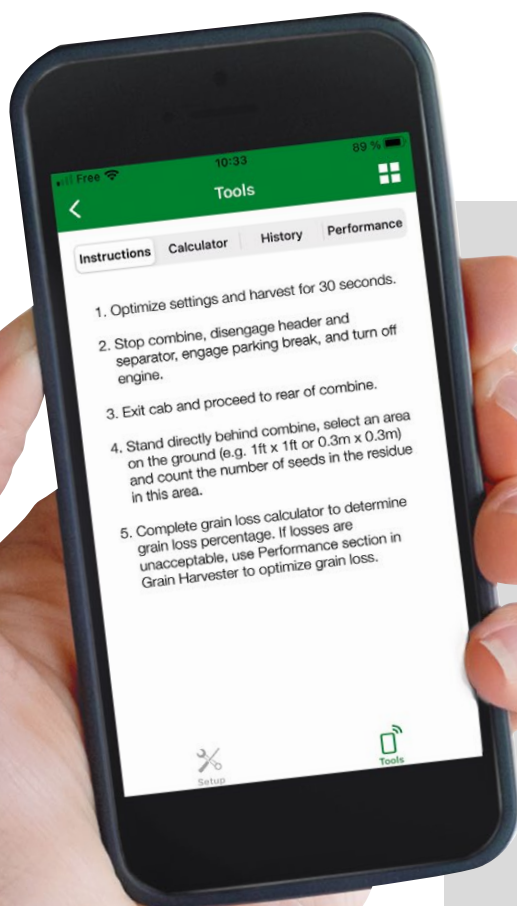 Free 10:33 89 %
Tools
Instructions Calculator History Performance
1. Optimize settings and harvest for 30 seconds.
2. Stop combine, disengage header and
separator, engage parking break, and turn off
engine.
3. Exit cab and proceed to rear of combine.
4. Stand directly behind combine, select an area
on the ground (e.g. 1ft x 1ft or 0.3m x 0.3m)
and count the number of seeds in the residue
in this area.
5. Complete grain loss calculator to determine
grain loss percentage. If losses are
unacceptable, use Performance section in
Grain Harvester to optimize grain loss.
Setup Tools